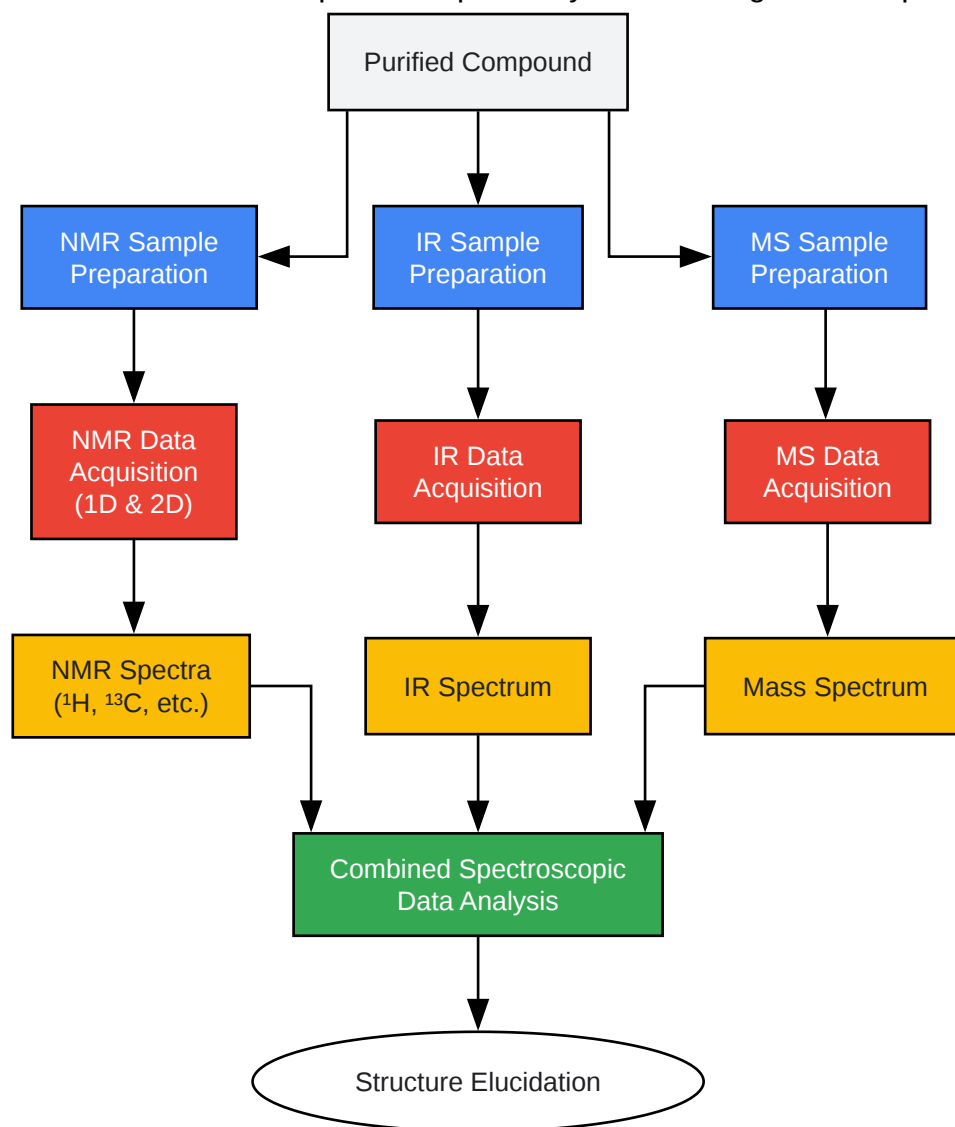 Purified Compound
NMR Sample
Preparation
IR Sample
Preparation
MS Sample
Preparation
NMR Data
Acquisition
(1D & 2D)
IR Data
Acquisition
MS Data
Acquisition
NMR Spectra
(¹H, ¹³C, etc.)
IR Spectrum
Mass Spectrum
Combined Spectroscopic
Data Analysis
Structure Elucidation